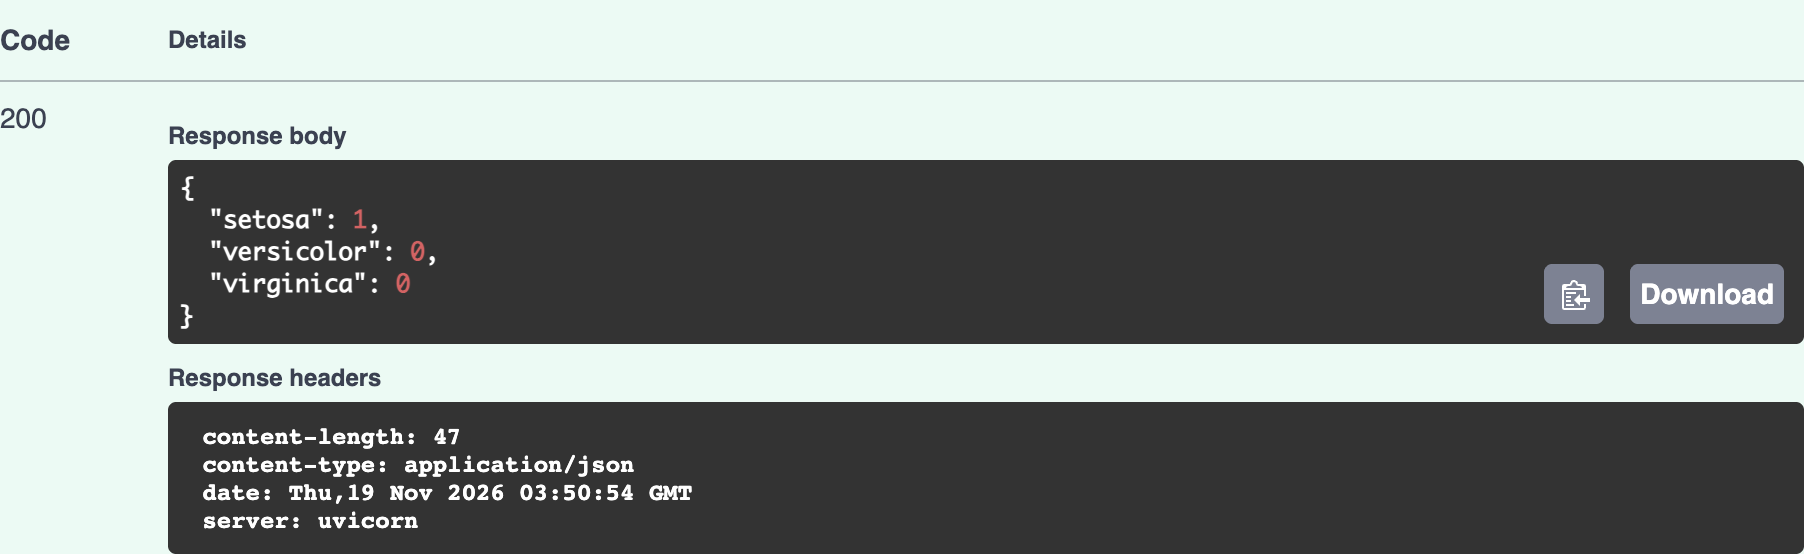 Code Details
200
Response body
{
  "setosa": 1,
  "versicolor": 0,
  "virginica": 0
}
Download
Response headers
content-length: 47
content-type: application/json
date: Thu,19 Nov 2026 03:50:54 GMT
server: uvicorn